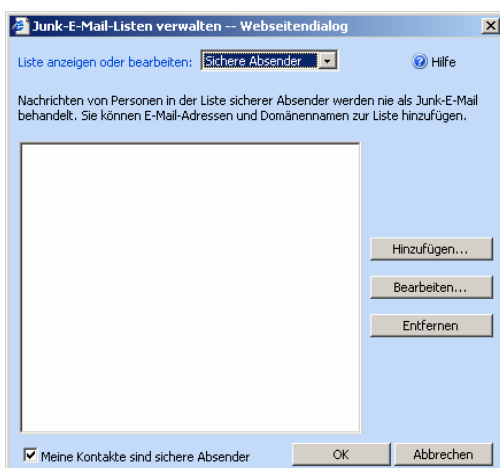 Junk-E-Mail-Listen verwalten -- Webseitendialog
Liste anzeigen oder bearbeiten: Sichere Absender Hilfe
Nachrichten von Personen in der Liste sicherer Absender werden nie als Junk-E-Mail
behandelt. Sie können E-Mail-Adressen und Domänennamen zur Liste hinzufügen.
Hinzufügen...
Bearbeiten...
Entfernen
Meine Kontakte sind sichere Absender OK Abbrechen